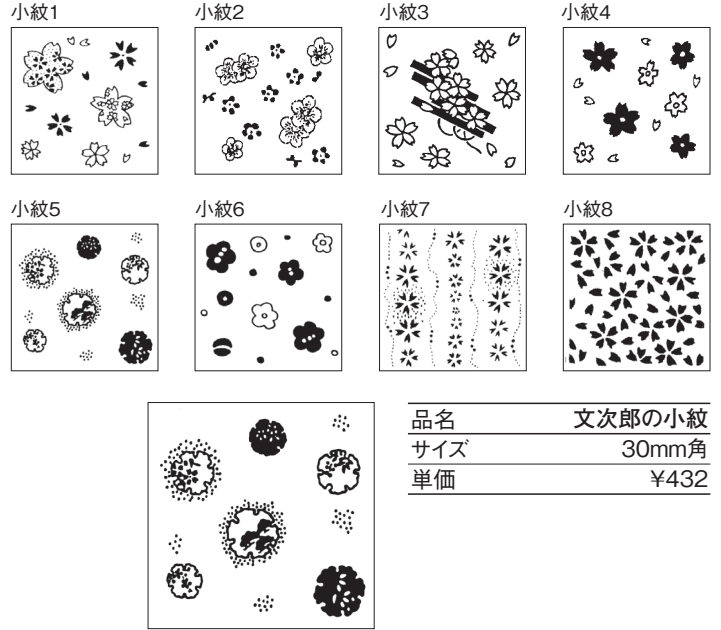 小紋1
小紋2
小紋3
小紋4
小紋5
小紋6
小紋7
小紋8
品名 文次郎の小紋
サイズ 30mm角
単価 ¥432